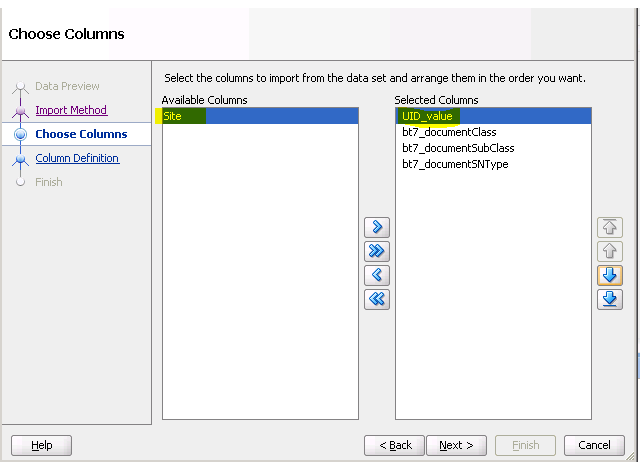 Choose Columns
Data Preview
Import Method
Choose Columns
Column Definition
Finish
Select the columns to import from the data set and arrange them in the order you want.
Available Columns
Site
Selected Columns
UID_value
bt7_documentClass
bt7_documentSubClass
bt7_documentSNType
Help
< Back
Next >
Finish
Cancel